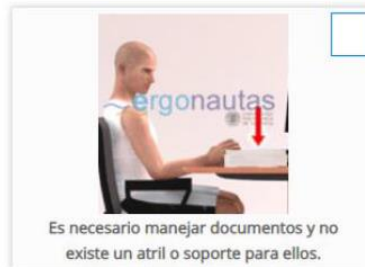 ergonautas
Es necesario manejar documentos y no
existe un atril o soporte para ellos.